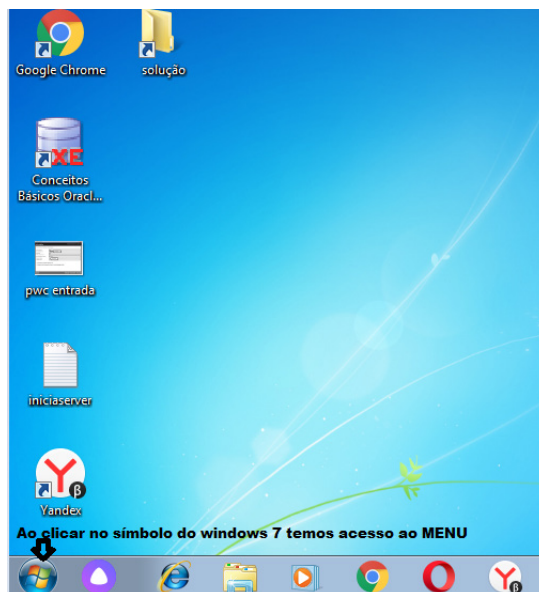 Google Chrome
solução
XE
Conceitos
Básicos Oracl...
pwc entrada
iniciaserver
Y
β
Yandex
Ao clicar no símbolo do windows 7 temos acesso ao MENU
Y
β